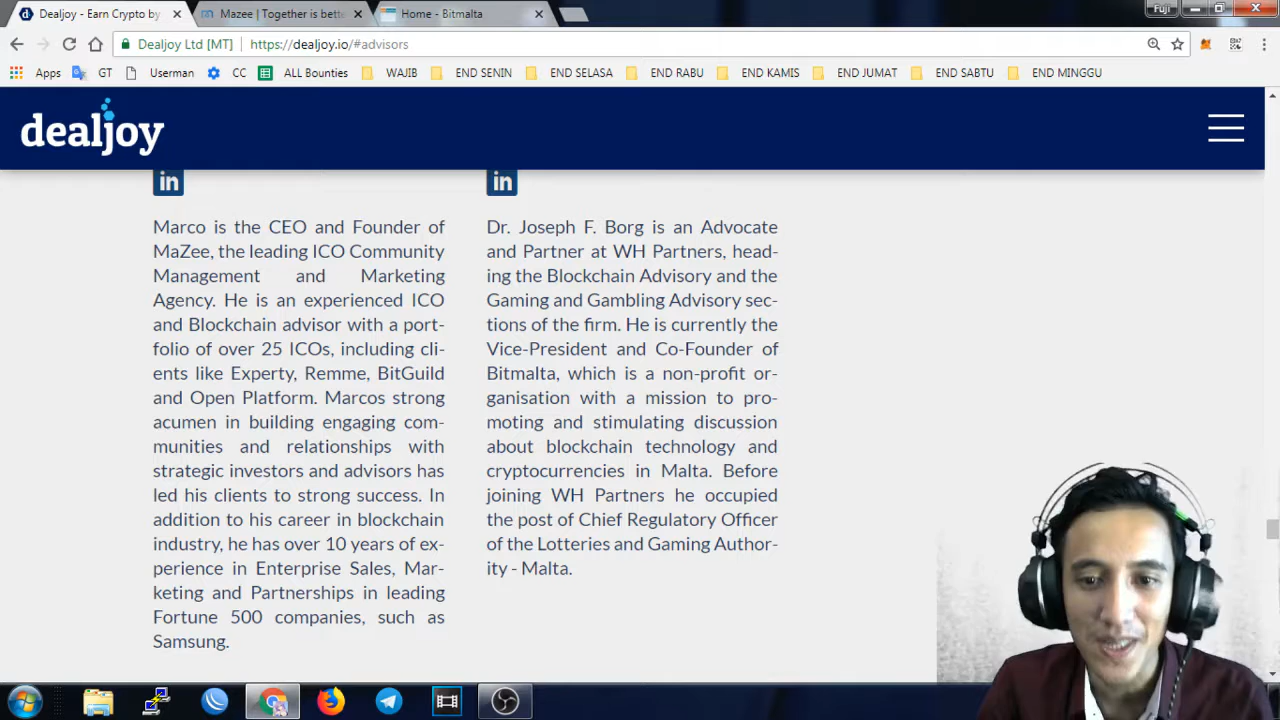 Dealjoy - Earn Crypto by
Mazee | Together is bett
Home - Bitmalta
Fuji
Dealjoy Ltd [MT]
https://dealjoy.io/#advisors
Apps
GT
Userman
CC
ALL Bounties
WAJIB
END SENIN
END SELASA
END RABU
END KAMIS
END JUMAT
END SABTU
END MINGGU
dealjoy
in
in
Marco is the CEO and Founder of
MaZee, the leading ICO Community
Management and Marketing
Agency. He is an experienced ICO
and Blockchain advisor with a port-
folio of over 25 ICOs, including cli-
ents like Experty, Remme, BitGuild
and Open Platform. Marcos strong
acumen in building engaging com-
munities and relationships with
strategic investors and advisors has
led his clients to strong success. In
addition to his career in blockchain
industry, he has over 10 years of ex-
perience in Enterprise Sales, Mar-
keting and Partnerships in leading
Fortune 500 companies, such as
Samsung.
Dr. Joseph F. Borg is an Advocate
and Partner at WH Partners, head-
ing the Blockchain Advisory and the
Gaming and Gambling Advisory sec-
tions of the firm. He is currently the
Vice-President and Co-Founder of
Bitmalta, which is a non-profit or-
ganisation with a mission to pro-
moting and stimulating discussion
about blockchain technology and
cryptocurrencies in Malta. Before
joining WH Partners he occupied
the post of Chief Regulatory Officer
of the Lotteries and Gaming Author-
ity - Malta.